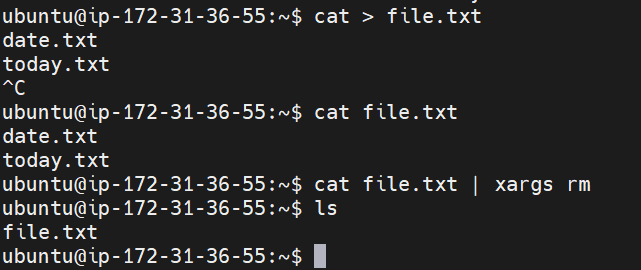 ubuntu@ip-172-31-36-55:~$ cat > file.txt
date.txt
today.txt
^C
ubuntu@ip-172-31-36-55:~$ cat file.txt
date.txt
today.txt
ubuntu@ip-172-31-36-55:~$ cat file.txt | xargs rm
ubuntu@ip-172-31-36-55:~$ ls
file.txt
ubuntu@ip-172-31-36-55:~$